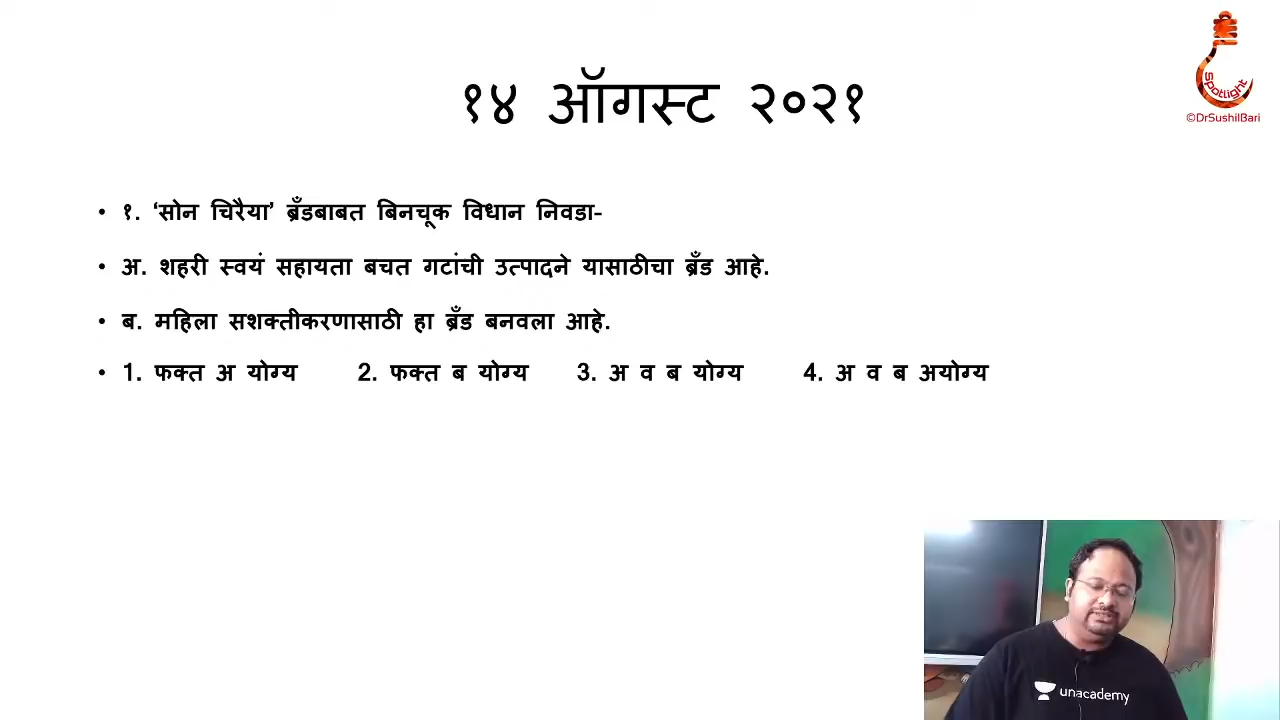 १४ ऑगस्ट २०२१
Spotlight
©DrSushilBari
• १. ‘सोन चिरैया’ ब्रँडबाबत बिनचूक विधान निवडा-
• अ. शहरी स्वयं सहायता बचत गटांची उत्पादने यासाठीचा ब्रँड आहे.
• ब. महिला सशक्तीकरणासाठी हा ब्रँड बनवला आहे.
• 1. फक्त अ योग्य 2. फक्त ब योग्य 3. अ व ब योग्य 4. अ व ब अयोग्य
unacademy